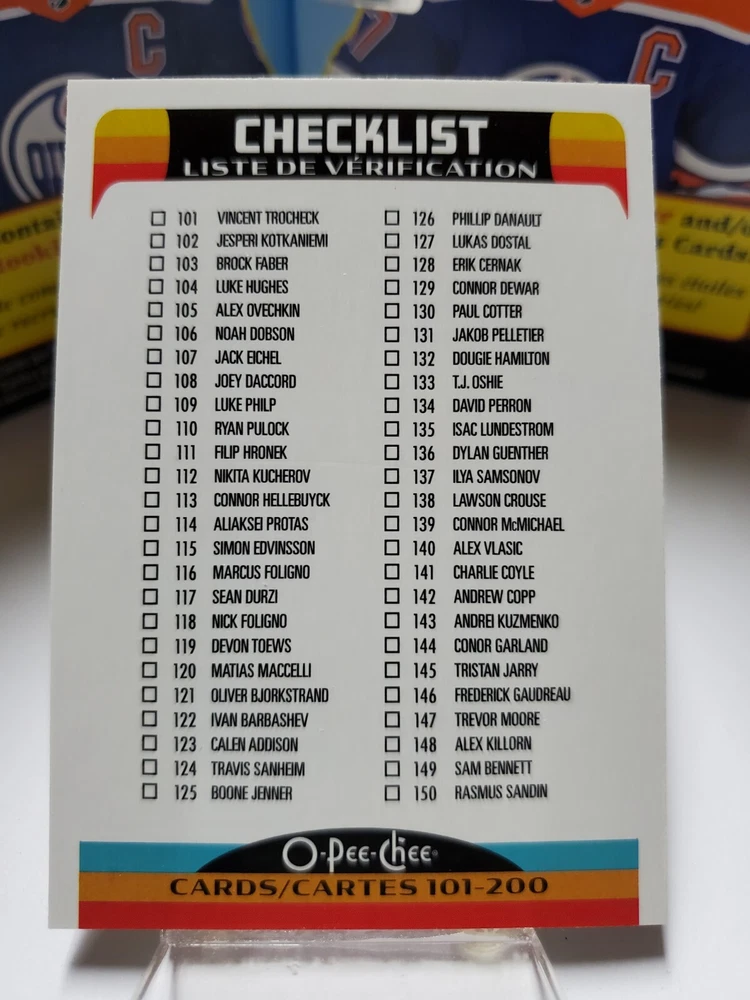 C
C
CHECKLIST
LISTE DE VÉRIFICATION
101 VINCENT TROCHECK
102 JESPERI KOTKANIEMI
103 BROCK FABER
104 LUKE HUGHES
105 ALEX OVECHKIN
106 NOAH DOBSON
107 JACK EICHEL
108 JOEY DACCORD
109 LUKE PHILP
110 RYAN PULOCK
111 FILIP HRONEK
112 NIKITA KUCHEROV
113 CONNOR HELLEBUYCK
114 ALIAKSEI PROTAS
115 SIMON EDVINSSON
116 MARCUS FOLIGNO
117 SEAN DURZI
118 NICK FOLIGNO
119 DEVON TOEWS
120 MATIAS MACCELLI
121 OLIVER BJORKSTRAND
122 IVAN BARBASHEV
123 CALEN ADDISON
124 TRAVIS SANHEIM
125 BOONE JENNER
126 PHILLIP DANAULT
127 LUKAS DOSTAL
128 ERIK CERNAK
129 CONNOR DEWAR
130 PAUL COTTER
131 JAKOB PELLETIER
132 DOUGIE HAMILTON
133 T.J. OSHIE
134 DAVID PERRON
135 ISAC LUNDESTROM
136 DYLAN GUENTHER
137 ILYA SAMSONOV
138 LAWSON CROUSE
139 CONNOR McMICHAEL
140 ALEX VLASIC
141 CHARLIE COYLE
142 ANDREW COPP
143 ANDREI KUZMENKO
144 CONOR GARLAND
145 TRISTAN JARRY
146 FREDERICK GAUDREAU
147 TREVOR MOORE
148 ALEX KILLORN
149 SAM BENNETT
150 RASMUS SANDIN
O-Pee-Chee
CARDS/CARTES 101-200
and/
Cards
étoiles